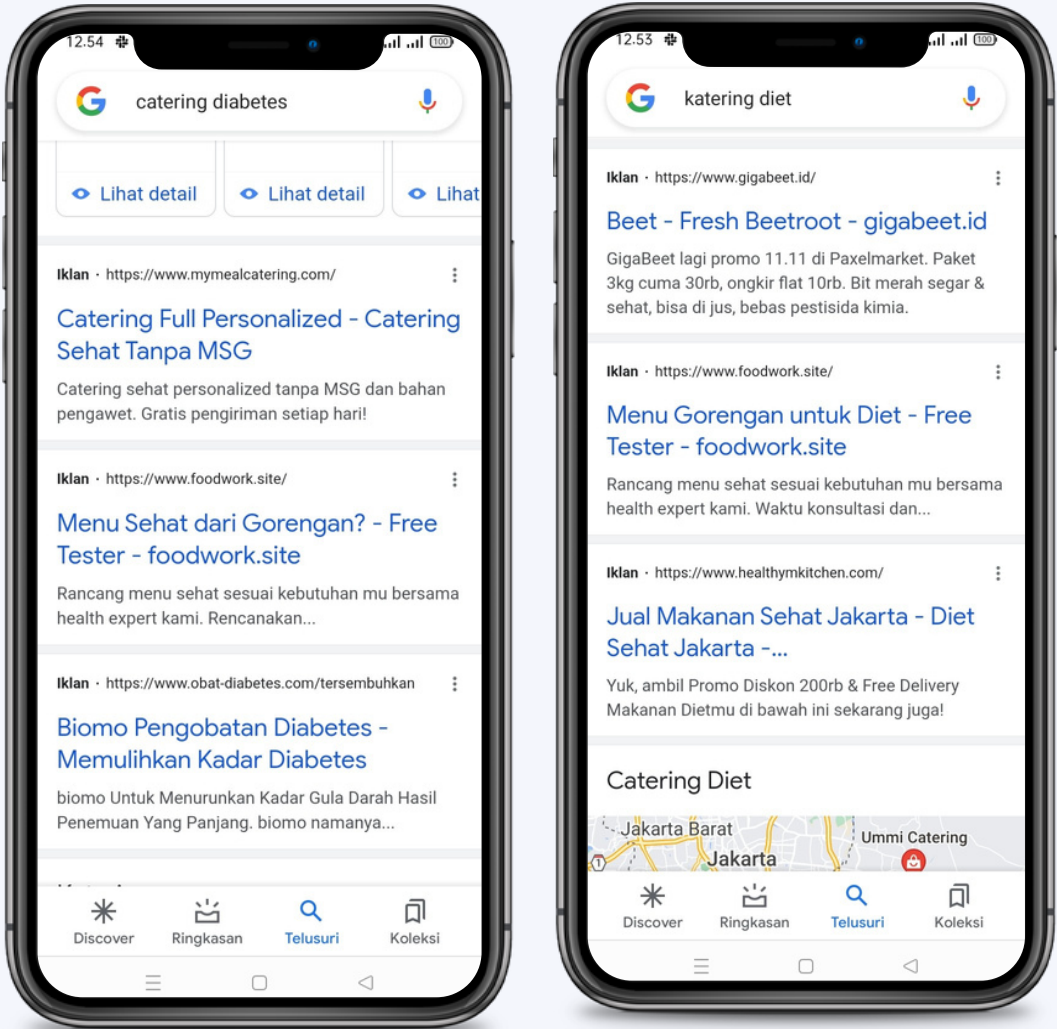 12.54
100
catering diabetes
Lihat detail
Lihat detail
Lihat
Iklan · https://www.mymealcatering.com/
Catering Full Personalized - Catering
Sehat Tanpa MSG
Catering sehat personalized tanpa MSG dan bahan
pengawet. Gratis pengiriman setiap hari!
Iklan · https://www.foodwork.site/
Menu Sehat dari Gorengan? - Free
Tester - foodwork.site
Rancang menu sehat sesuai kebutuhan mu bersama
health expert kami. Rencanakan...
Iklan · https://www.obat-diabetes.com/tersembuhkan
Biomo Pengobatan Diabetes -
Memulihkan Kadar Diabetes
biomo Untuk Menurunkan Kadar Gula Darah Hasil
Penemuan Yang Panjang. biomo namanya...
Discover
Ringkasan
Telusuri
Koleksi
12.53
100
katering diet
Iklan · https://www.gigabeet.id/
Beet - Fresh Beetroot - gigabeet.id
GigaBeet lagi promo 11.11 di Paxelmarket. Paket
3kg cuma 30rb, ongkir flat 10rb. Bit merah segar &
sehat, bisa di jus, bebas pestisida kimia.
Iklan · https://www.foodwork.site/
Menu Gorengan untuk Diet - Free
Tester - foodwork.site
Rancang menu sehat sesuai kebutuhan mu bersama
health expert kami. Waktu konsultasi dan...
Iklan · https://www.healthymkitchen.com/
Jual Makanan Sehat Jakarta - Diet
Sehat Jakarta -...
Yuk, ambil Promo Diskon 200rb & Free Delivery
Makanan Dietmu di bawah ini sekarang juga!
Catering Diet
Jakarta Barat
Ummi Catering
Jakarta
1
Discover
Ringkasan
Telusuri
Koleksi